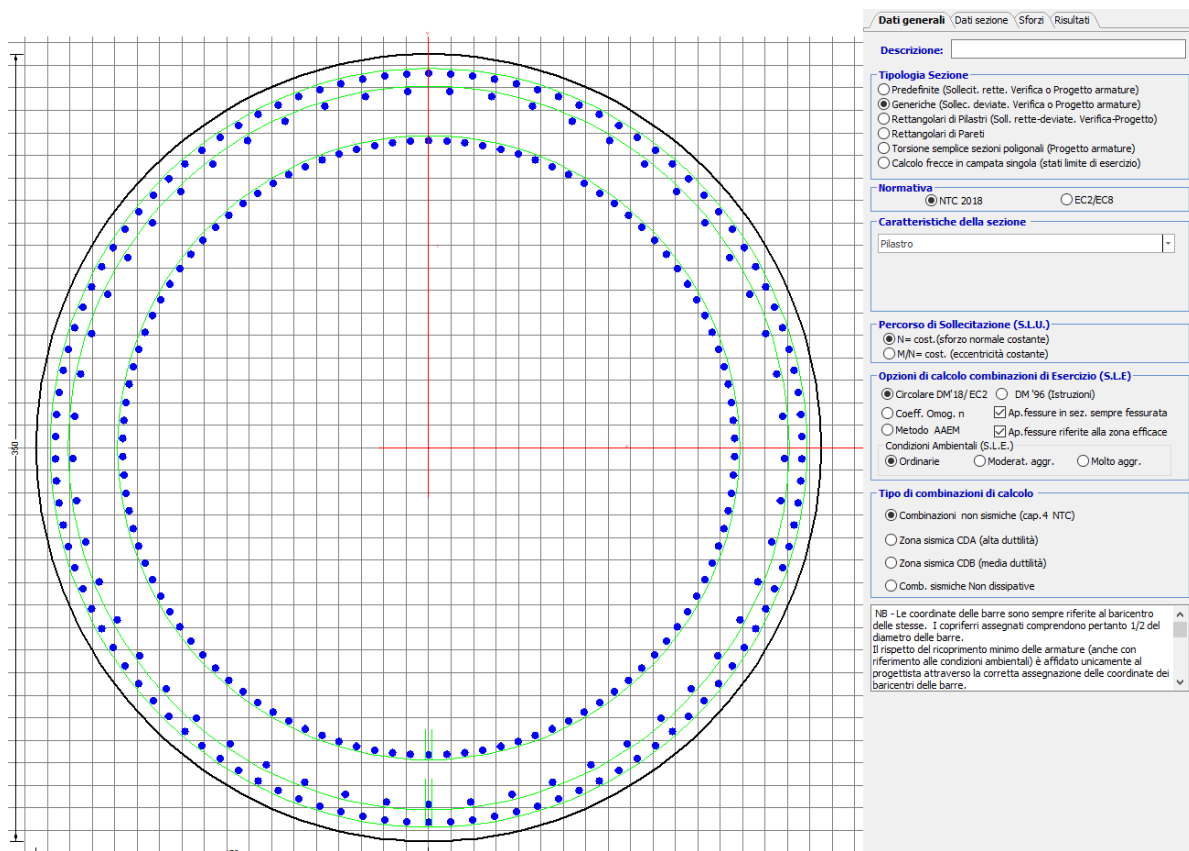 Dati generali Dati sezione Sforzi Risultati
Descrizione:
Tipologia Sezione
Predefinite (Sollecit. rette. Verifica o Progetto armature)
Generiche (Sollec. deviate. Verifica o Progetto armature)
Rettangolari di Pilastri (Soll. rette-deviate. Verifica-Progetto)
Rettangolari di Pareti
Torsione semplice sezioni poligonali (Progetto armature)
Calcolo frecce in campata singola (stati limite di esercizio)
Normativa
NTC 2018 EC2/EC8
Caratteristiche della sezione
Pilastro
Percorso di Sollecitazione (S.L.U.)
N= cost.(sforzo normale costante)
M/N= cost. (eccentricità costante)
Opzioni di calcolo combinazioni di Esercizio (S.L.E)
Circolare DM'18/ EC2 DM '96 (Istruzioni)
Coeff. Omog. n Ap.fessure in sez. sempre fessurata
Metodo AAEM Ap.fessure riferite alla zona efficace
Condizioni Ambientali (S.L.E.)
Ordinarie Moderat. aggr. Molto aggr.
Tipo di combinazioni di calcolo
Combinazioni non sismiche (cap.4 NTC)
Zona sismica CDA (alta duttilità)
Zona sismica CDB (media duttilità)
Comb. sismiche Non dissipative
NB - Le coordinate delle barre sono sempre riferite al baricentro
delle stesse. I copriferri assegnati comprendono pertanto 1/2 del
diametro delle barre.
Il rispetto del ricoprimento minimo delle armature (anche con
riferimento alle condizioni ambientali) è affidato unicamente al
progettista attraverso la corretta assegnazione delle coordinate dei
baricentri delle barre.
350